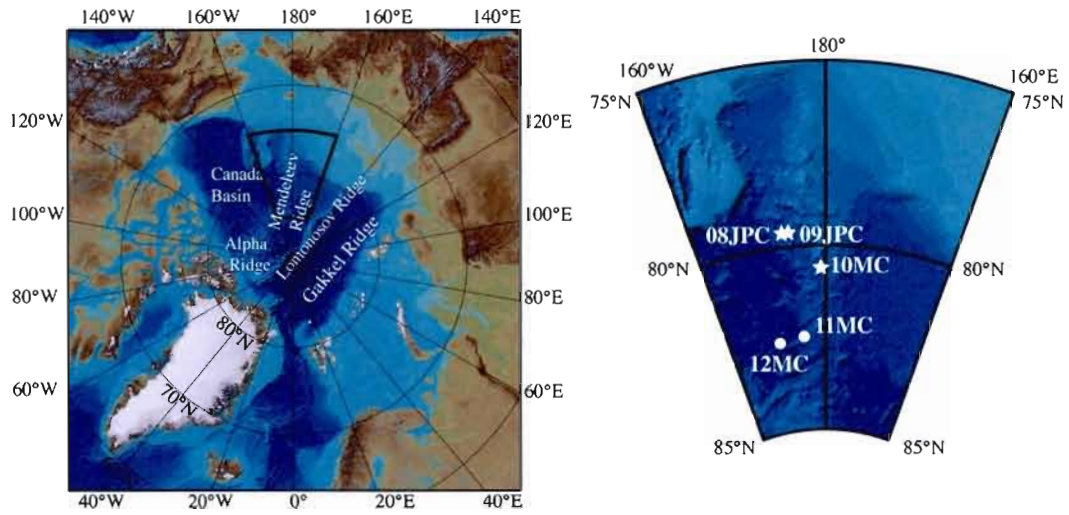 140°W
160°W
180°
160°E
140°E
120°W
120°E
Canada
Basin
Mendeleev
Ridge
100°W
100°E
Alpha
Ridge
Lomonosov Ridge
Gakkel Ridge
80°W
80°E
80°N
70°N
60°W
60°E
40°W
20°W
0°
20°E
40°E
180°
160°W
160°E
75°N
75°N
08JPC
09JPC
80°N
10MC
80°N
11MC
12MC
85°N
85°N